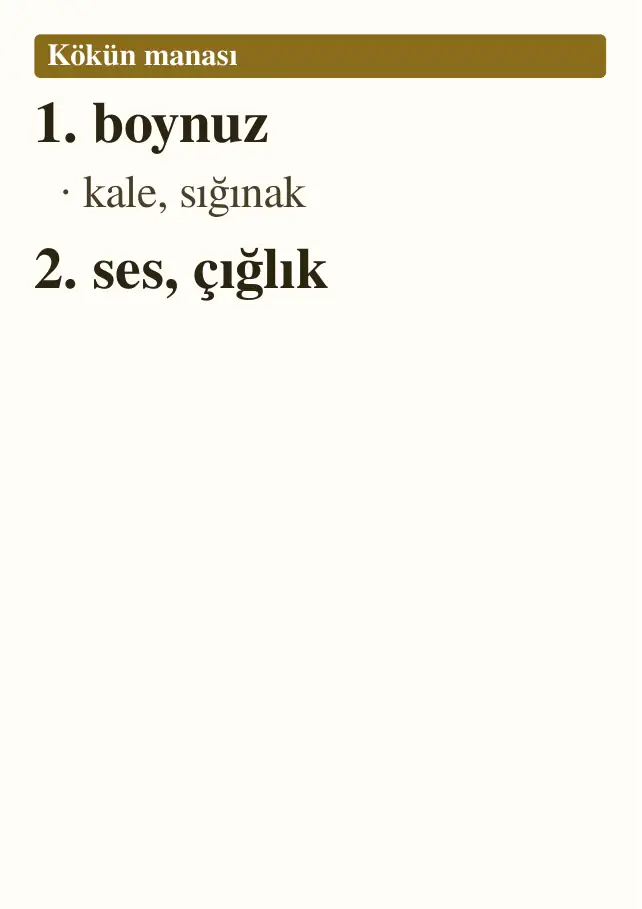 Kökün manası
1. boynuz
· kale, sığınak
2. ses, çığlık